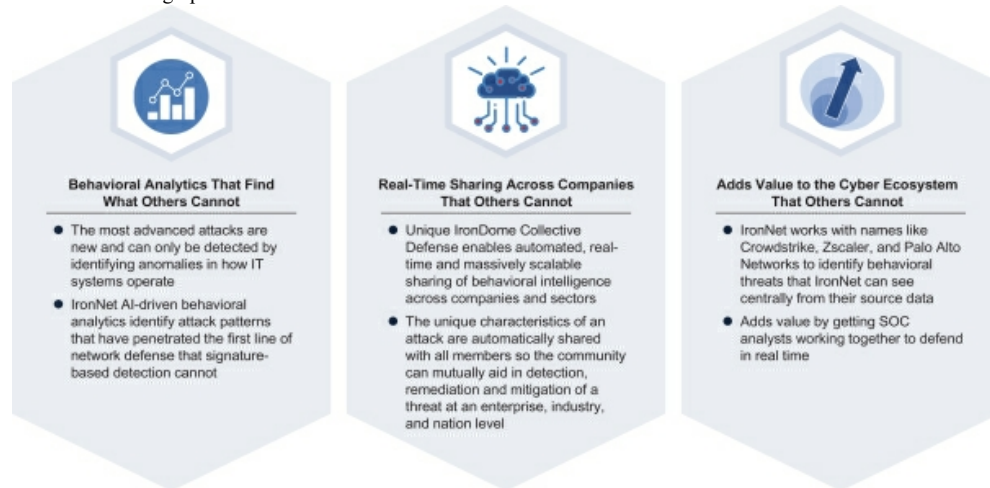 Behavioral Analytics That Find
What Others Cannot
• The most advanced attacks are
new and can only be detected by
identifying anomalies in how IT
systems operate
• IronNet AI-driven behavioral
analytics identify attack patterns
that have penetrated the first line of
network defense that signature-
based detection cannot
Real-Time Sharing Across Companies
That Others Cannot
• Unique IronDome Collective
Defense enables automated, real-
time and massively scalable
sharing of behavioral intelligence
across companies and sectors
• The unique characteristics of an
attack are automatically shared
with all members so the community
can mutually aid in detection,
remediation and mitigation of a
threat at an enterprise, industry,
and nation level
Adds Value to the Cyber Ecosystem
That Others Cannot
• IronNet works with names like
Crowdstrike, Zscaler, and Palo Alto
Networks to identify behavioral
threats that IronNet can see
centrally from their source data
• Adds value by getting SOC
analysts working together to defend
in real time